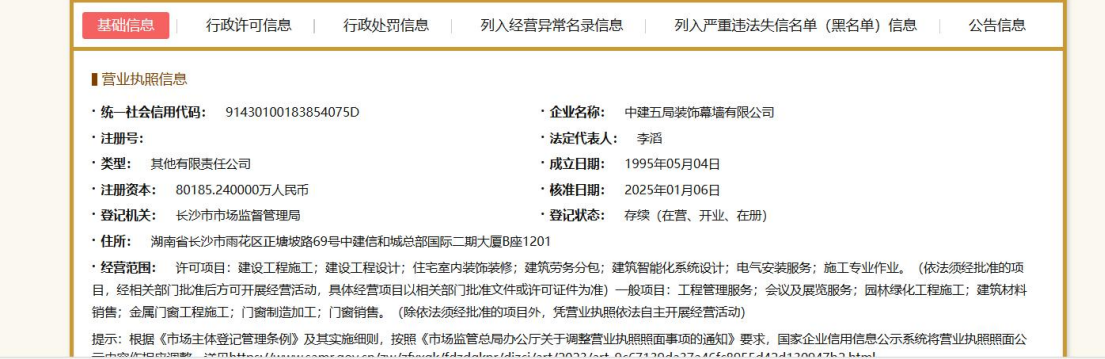 基础信息 行政许可信息 行政处罚信息 列入经营异常名录信息 列入严重违法失信名单（黑名单）信息 公告信息
营业执照信息
· 统一社会信用代码： 91430100183854075D · 企业名称： 中建五局装饰幕墙有限公司
· 注册号： · 法定代表人： 李滔
· 类型： 其他有限责任公司 · 成立日期： 1995年05月04日
· 注册资本： 80185.240000万人民币 · 核准日期： 2025年01月06日
· 登记机关： 长沙市市场监督管理局 · 登记状态： 存续（在营、开业、在册）
· 住所： 湖南省长沙市雨花区正塘坡路69号中建信和城总部国际二期大厦B座1201
· 经营范围： 许可项目：建设工程施工；建设工程设计；住宅室内装饰装修；建筑劳务分包；建筑智能化系统设计；电气安装服务；施工专业作业。（依法须经批准的项
目，经相关部门批准后方可开展经营活动，具体经营项目以相关部门批准文件或许可证件为准）一般项目：工程管理服务；会议及展览服务；园林绿化工程施工；建筑材料
销售；金属门窗工程施工；门窗制造加工；门窗销售。（除依法须经批准的项目外，凭营业执照依法自主开展经营活动）
提示：根据《市场主体登记管理条例》及其实施细则，按照《市场监管总局办公厅关于调整营业执照照面事项的通知》要求，国家企业信用信息公示系统将营业执照照面公